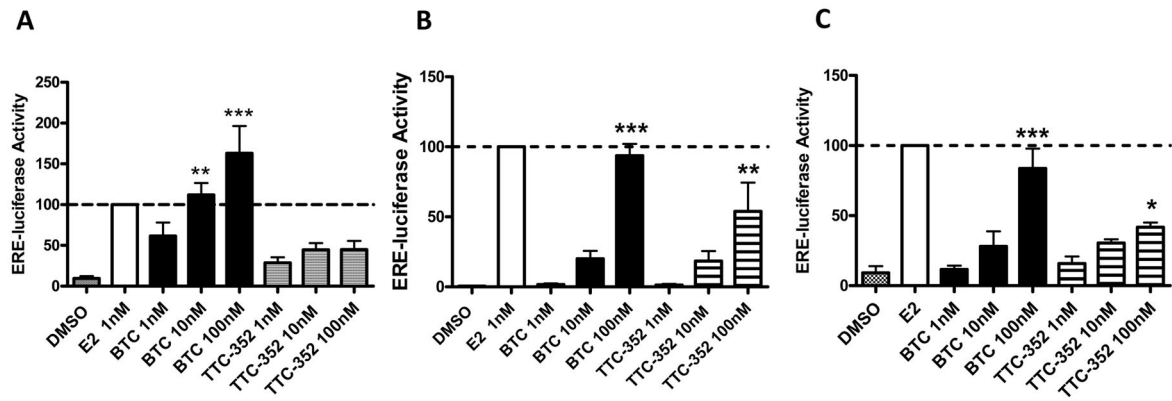 A
ERE-luciferase Activity
250
200
150
100
50
0
**
***
DMSO
E2 1nM
BTC 1nM
BTC 10nM
BTC 100nM
TTC-352 1nM
TTC-352 10nM
TTC-352 100nM
B
ERE-luciferase Activity
150
100
50
0
***
**
DMSO
E2 1nM
BTC 1nM
BTC 10nM
BTC 100nM
TTC-352 1nM
TTC-352 10nM
TTC-352 100nM
C
ERE-luciferase Activity
150
100
50
0
***
*
DMSO
E2
BTC 1nM
BTC 10nM
BTC 100nM
TTC-352 1nM
TTC-352 10nM
TTC-352 100nM